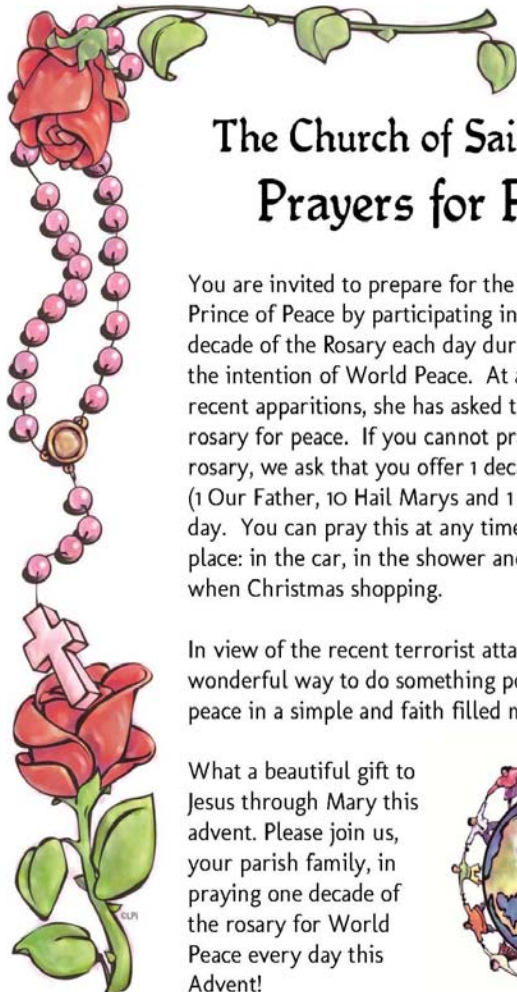 The Church of Sai
Prayers for P
You are invited to prepare for the
Prince of Peace by participating in
decade of the Rosary each day dur
the intention of World Peace. At a
recent apparitions, she has asked t
rosary for peace. If you cannot pr
rosary, we ask that you offer 1 dec
(1 Our Father, 10 Hail Marys and 1
day. You can pray this at any time
place: in the car, in the shower and
when Christmas shopping.
In view of the recent terrorist atta
wonderful way to do something po
peace in a simple and faith filled m
What a beautiful gift to
Jesus through Mary this
advent. Please join us,
your parish family, in
praying one decade of
the rosary for World
Peace every day this
Advent!
©LPi